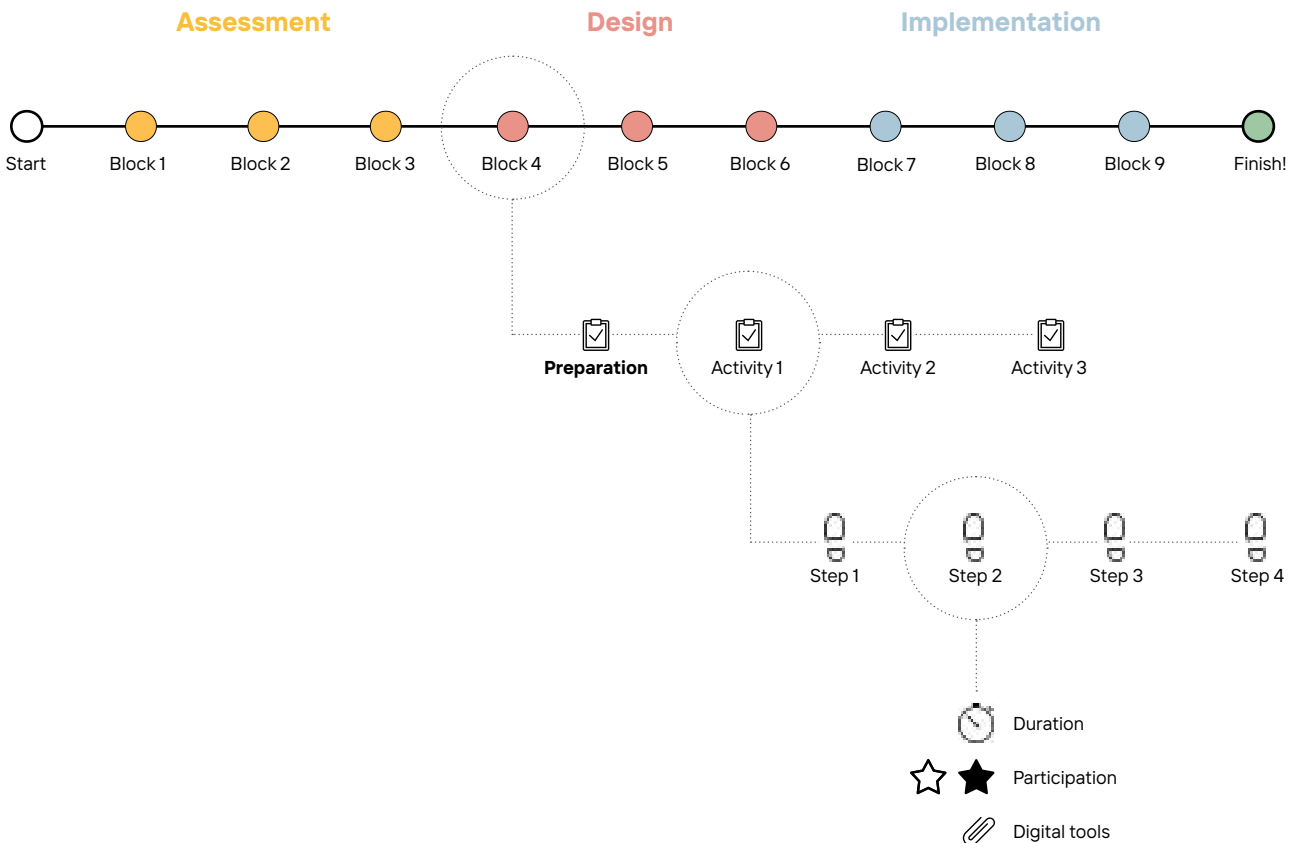 Assessment Design Implementation
Start Block 1 Block 2 Block 3 Block 4 Block 5 Block 6 Block 7 Block 8 Block 9 Finish!
Preparation Activity 1 Activity 2 Activity 3
Step 1 Step 2 Step 3 Step 4
Duration
Participation
Digital tools